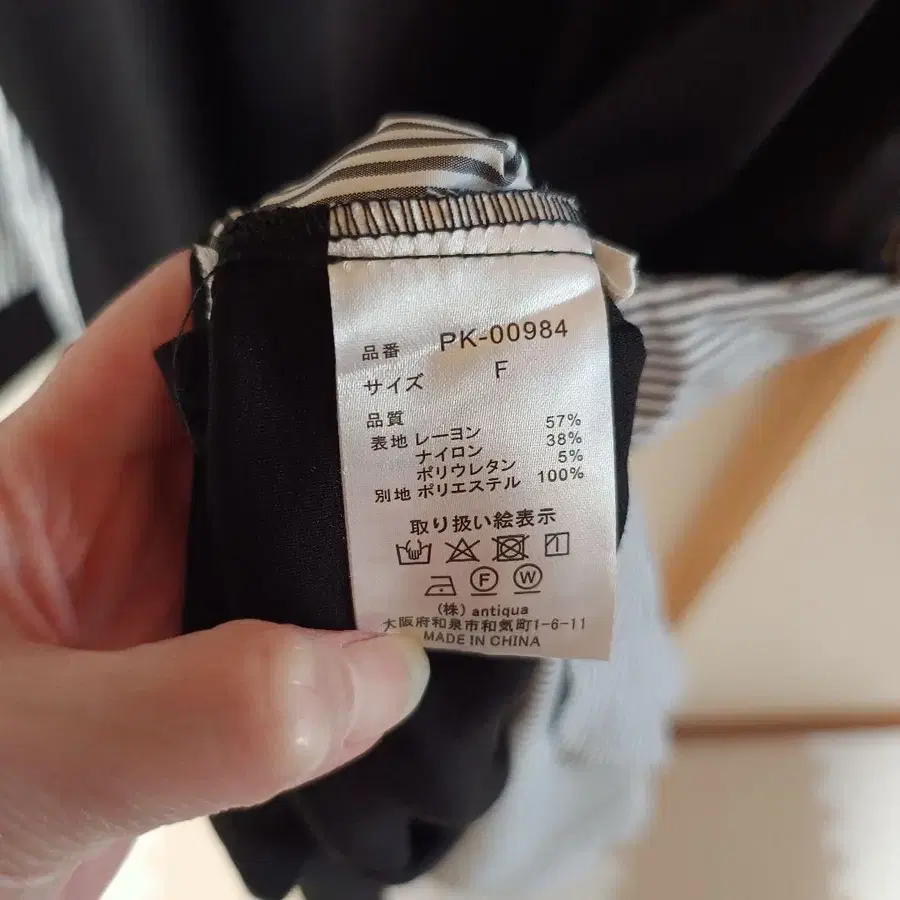 品番 PK-00984
サイズ F
品質
表地 レーヨン 57%
ナイロン 38%
ポリウレタン 5%
別地 ポリエステル 100%
取り扱い絵表示
F W
(株) antiqua
大阪府和泉市和気町1-6-11
MADE IN CHINA